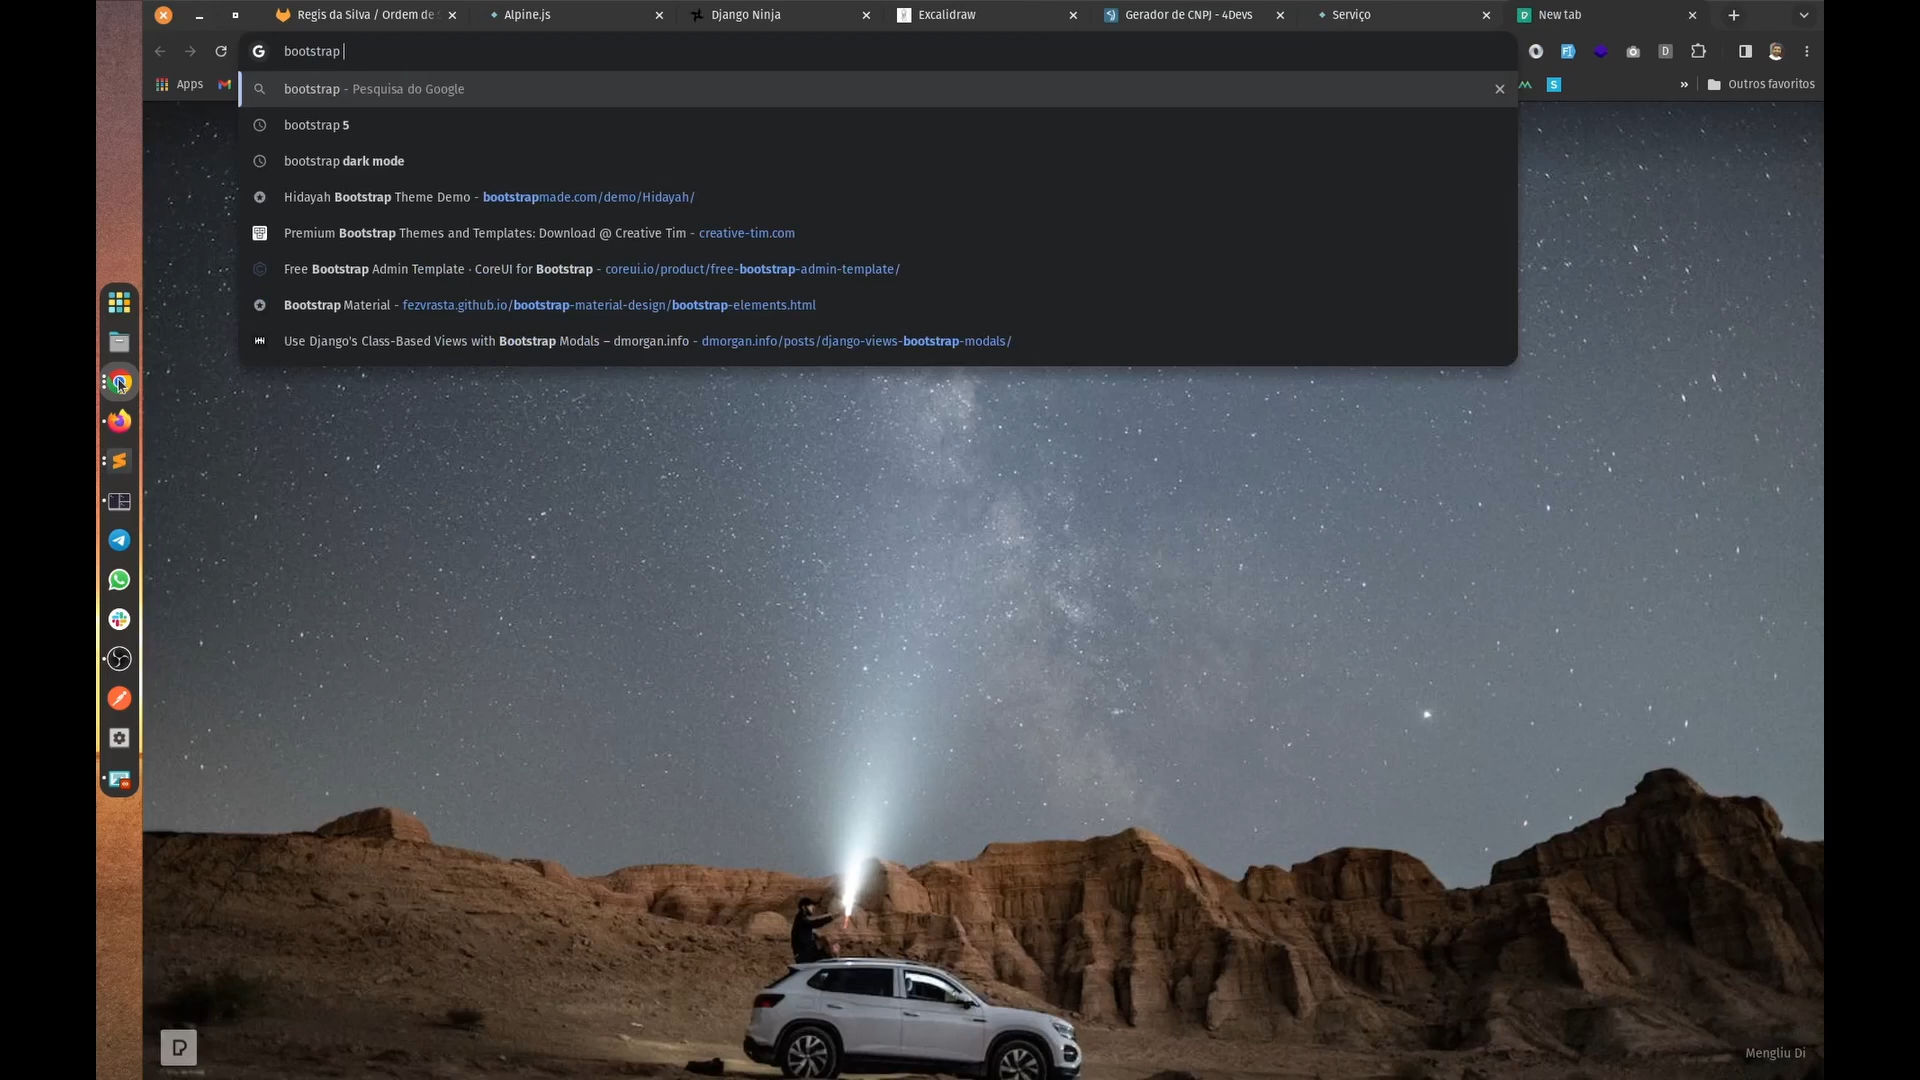 Regis da Silva / Ordem de S
Alpine.js
Django Ninja
Excalidraw
Gerador de CNPJ - 4Devs
Serviço
New tab
bootstrap
Apps
Outros favoritos
bootstrap - Pesquisa do Google
bootstrap 5
bootstrap dark mode
Hidayah Bootstrap Theme Demo - bootstrapmade.com/demo/Hidayah/
Premium Bootstrap Themes and Templates: Download @ Creative Tim - creative-tim.com
Free Bootstrap Admin Template · CoreUI for Bootstrap - coreui.io/product/free-bootstrap-admin-template/
Bootstrap Material - fezvrasta.github.io/bootstrap-material-design/bootstrap-elements.html
Use Django's Class-Based Views with Bootstrap Modals – dmorgan.info - dmorgan.info/posts/django-views-bootstrap-modals/
Mengliu Di